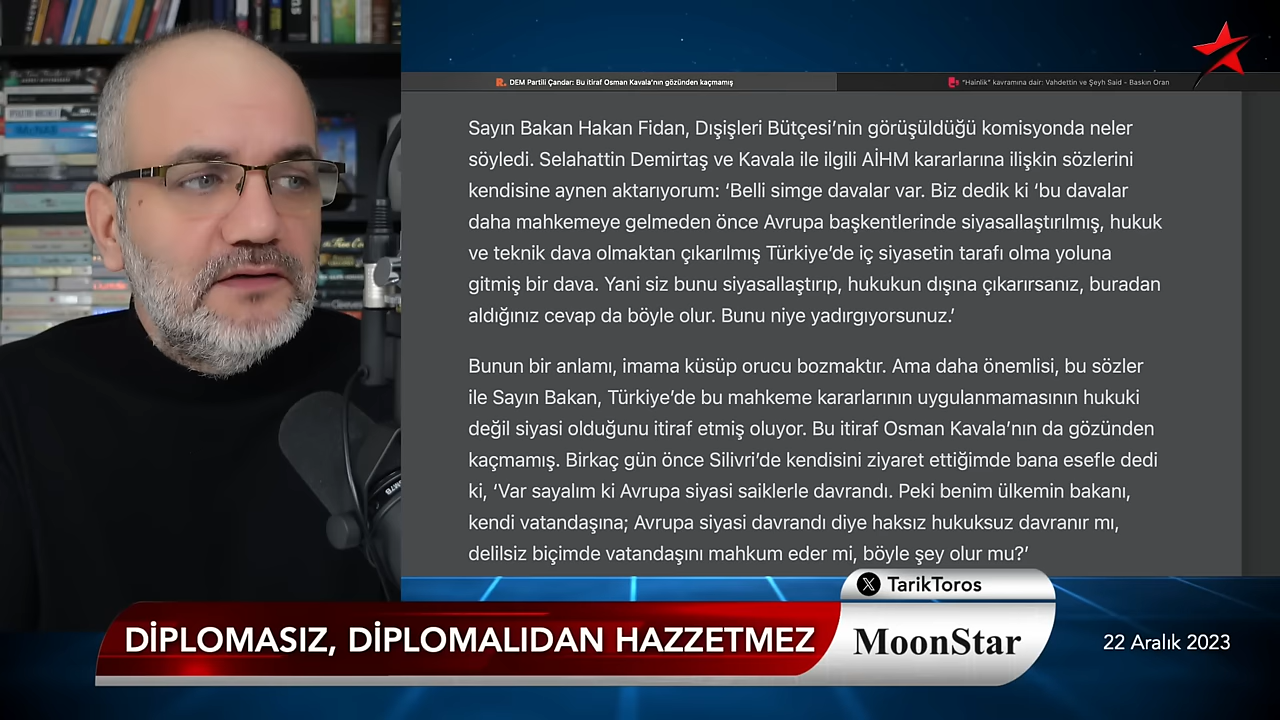 DEM Partili Çandar: Bu itiraf Osman Kavala'nın gözünden kaçmamış
"Hainlik" kavramına dair: Vahdettin ve Şeyh Said - Baskın Oran
Sayın Bakan Hakan Fidan, Dışişleri Bütçesi’nin görüşüldüğü komisyonda neler
söyledi. Selahattin Demirtaş ve Kavala ile ilgili AİHM kararlarına ilişkin sözlerini
kendisine aynen aktarıyorum: ‘Belli simge davalar var. Biz dedik ki ‘bu davalar
daha mahkemeye gelmeden önce Avrupa başkentlerinde siyasallaştırılmış, hukuk
ve teknik dava olmaktan çıkarılmış Türkiye’de iç siyasetin tarafı olma yoluna
gitmiş bir dava. Yani siz bunu siyasallaştırıp, hukukun dışına çıkarırsanız, buradan
aldığınız cevap da böyle olur. Bunu niye yadırgıyorsunuz.’
Bunun bir anlamı, imama küsüp orucu bozmaktır. Ama daha önemlisi, bu sözler
ile Sayın Bakan, Türkiye’de bu mahkeme kararlarının uygulanmamasının hukuki
değil siyasi olduğunu itiraf etmiş oluyor. Bu itiraf Osman Kavala’nın da gözünden
kaçmamış. Birkaç gün önce Silivri’de kendisini ziyaret ettiğimde bana esefle dedi
ki, ‘Var sayalım ki Avrupa siyasi saiklerle davrandı. Peki benim ülkemin bakanı,
kendi vatandaşına; Avrupa siyasi davrandı diye haksız hukuksuz davranır mı,
delilsiz biçimde vatandaşını mahkum eder mi, böyle şey olur mu?’
TarikToros
DİPLOMASIZ, DİPLOMALIDAN HAZZETMEZ
MoonStar
22 Aralık 2023